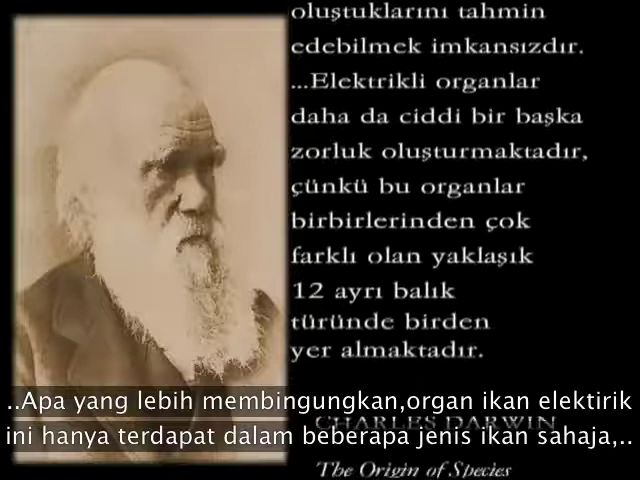 oluştuklarını tahmin
edebilmek imkansızdır.
...Elektrikli organlar
daha da ciddi bir başka
zorluk oluşturmaktadır,
çünkü bu organlar
birbirlerinden çok
farklı olan yaklaşık
12 ayrı balık
türünde birden
yer almaktadır.
..Apa yang lebih membingungkan,organ ikan elektirik
CHARLES DARWIN
ini hanya terdapat dalam beberapa jenis ikan sahaja,..
The Origin of Species